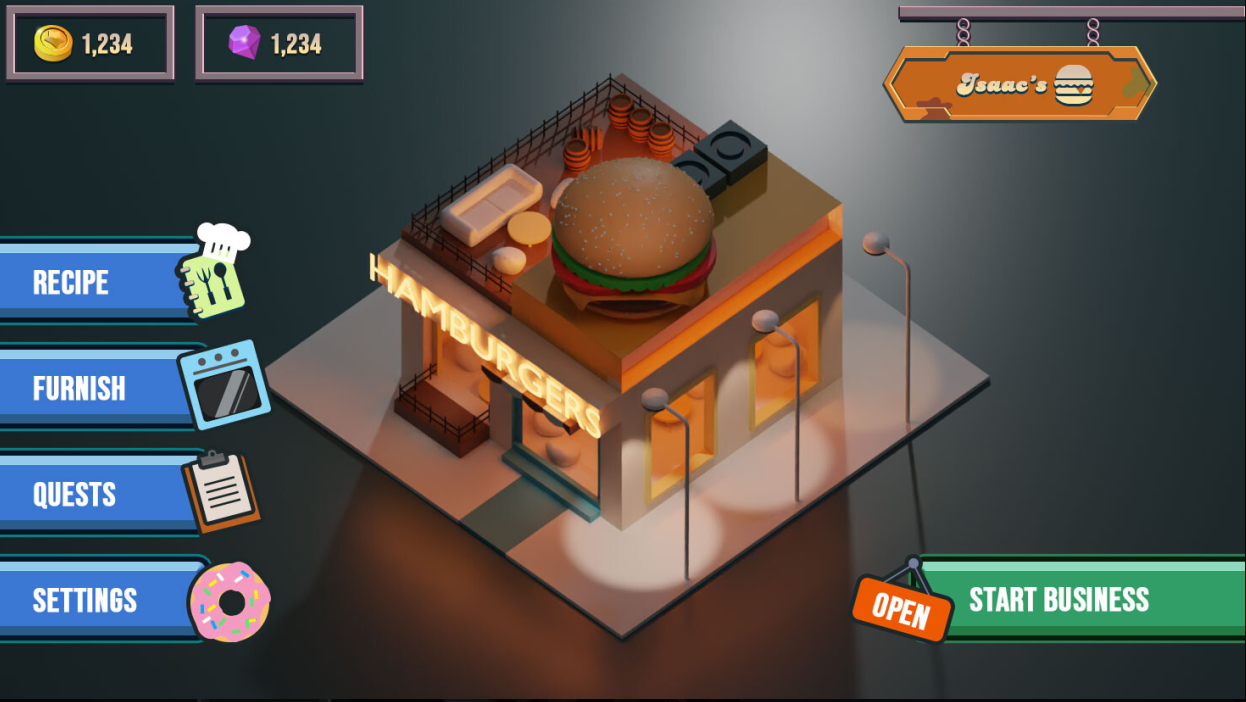 1,234
1,234
Isaac's
RECIPE
HAMBURGERS
FURNISH
QUESTS
SETTINGS
OPEN
START BUSINESS